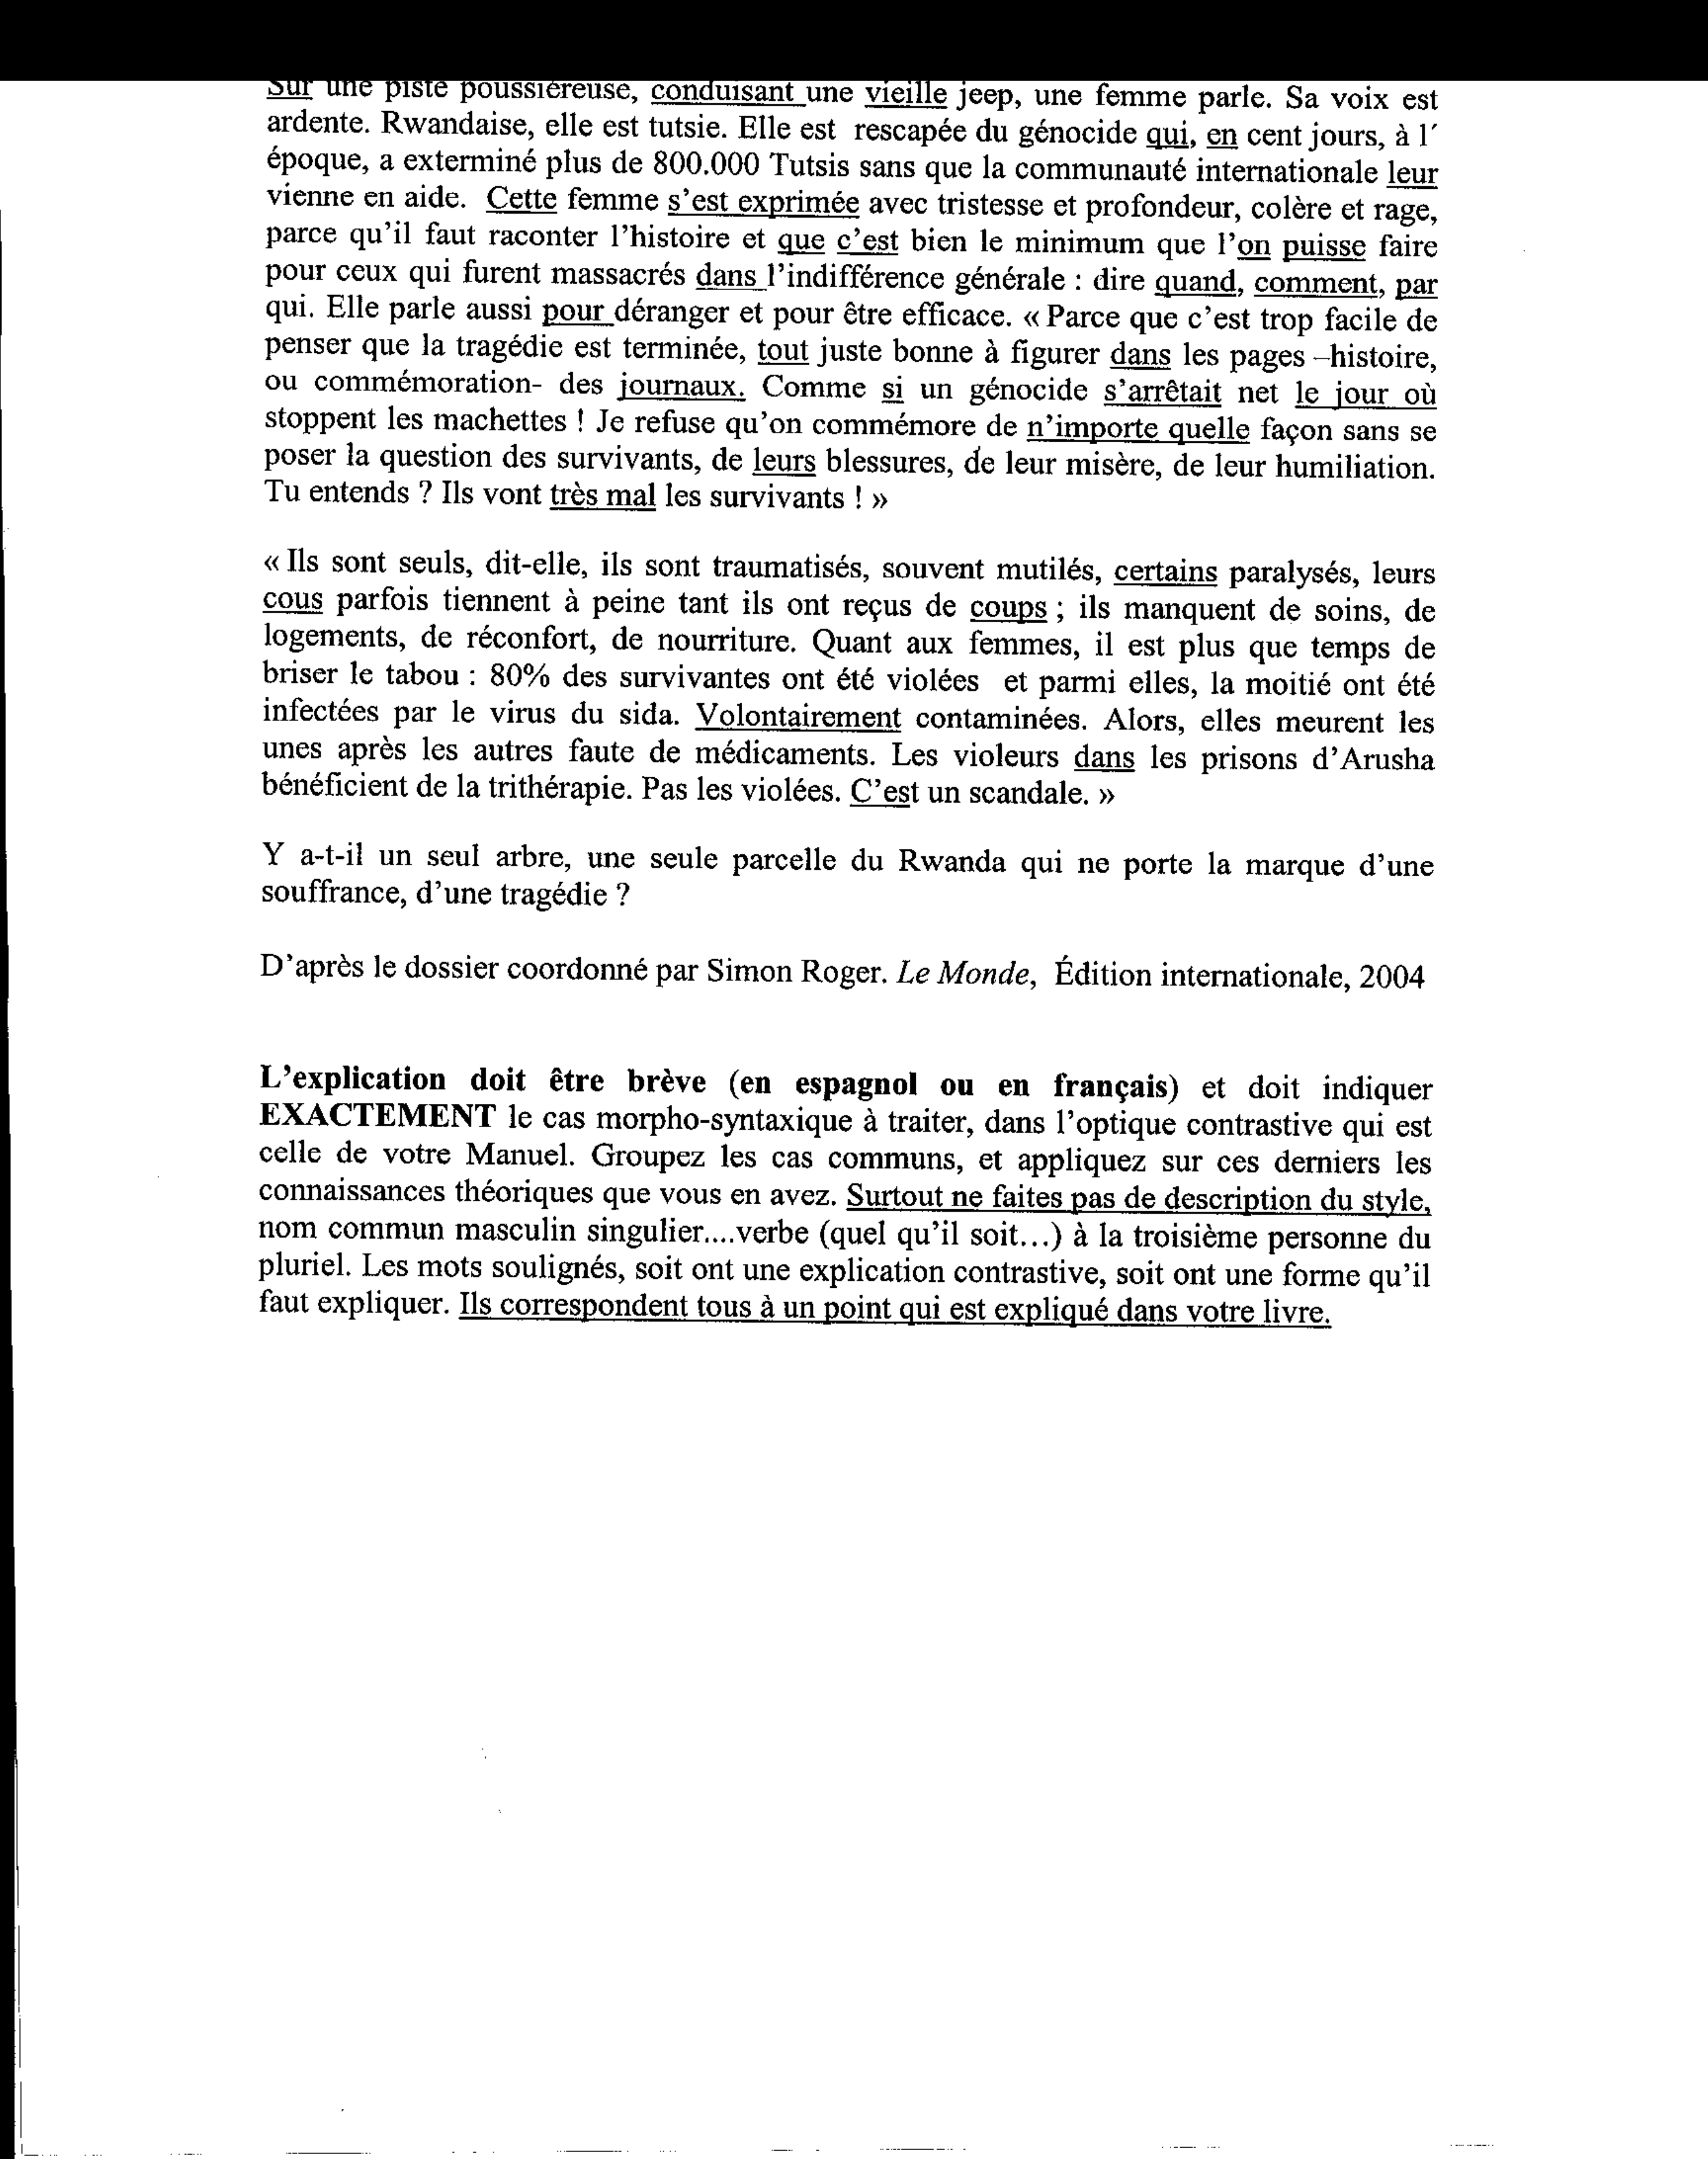 Sur une piste poussiéreuse, conduisant une vieille jeep, une femme parle. Sa voix est
ardente. Rwandaise, elle est tutsie. Elle est rescapée du génocide qui, en cent jours, à l´
époque, a exterminé plus de 800.000 Tutsis sans que la communauté internationale leur
vienne en aide. Cette femme s'est exprimée avec tristesse et profondeur, colère et rage,
parce qu'il faut raconter l'histoire et que c'est bien le minimum que l'on puisse faire
pour ceux qui furent massacrés dans l'indifférence générale : dire quand, comment, par
qui. Elle parle aussi pour déranger et pour être efficace. « Parce que c'est trop facile de
penser que la tragédie est terminée, tout juste bonne à figurer dans les pages –histoire,
ou commémoration- des journaux. Comme si un génocide s'arrêtait net le jour où
stoppent les machettes ! Je refuse qu'on commémore de n'importe quelle façon sans se
poser la question des survivants, de leurs blessures, de leur misère, de leur humiliation.
Tu entends ? Ils vont très mal les survivants ! »
« Ils sont seuls, dit-elle, ils sont traumatisés, souvent mutilés, certains paralysés, leurs
cous parfois tiennent à peine tant ils ont reçus de coups ; ils manquent de soins, de
logements, de réconfort, de nourriture. Quant aux femmes, il est plus que temps de
briser le tabou : 80% des survivantes ont été violées et parmi elles, la moitié ont été
infectées par le virus du sida. Volontairement contaminées. Alors, elles meurent les
unes après les autres faute de médicaments. Les violeurs dans les prisons d'Arusha
bénéficient de la trithérapie. Pas les violées. C'est un scandale. »
Y a-t-il un seul arbre, une seule parcelle du Rwanda qui ne porte la marque d'une
souffrance, d'une tragédie ?
D'après le dossier coordonné par Simon Roger. Le Monde, Édition internationale, 2004
L'explication doit être brève (en espagnol ou en français) et doit indiquer
EXACTEMENT le cas morpho-syntaxique à traiter, dans l'optique contrastive qui est
celle de votre Manuel. Groupez les cas communs, et appliquez sur ces derniers les
connaissances théoriques que vous en avez. Surtout ne faites pas de description du style,
nom commun masculin singulier....verbe (quel qu'il soit...) à la troisième personne du
pluriel. Les mots soulignés, soit ont une explication contrastive, soit ont une forme qu'il
faut expliquer. Ils correspondent tous à un point qui est expliqué dans votre livre.